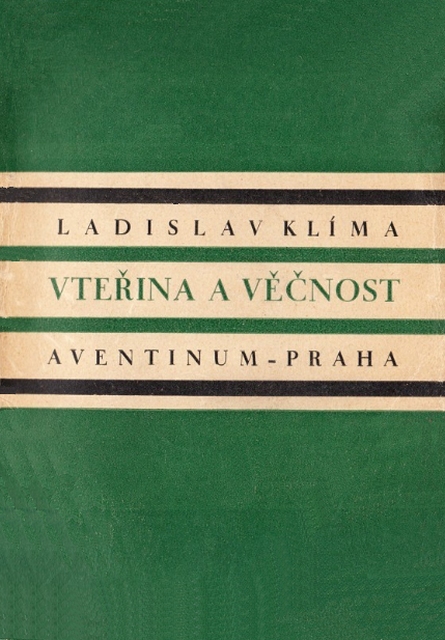 LADISLAV KLÍMA
VTEŘINA A VĚČNOST
AVENTINUM-PRAHA